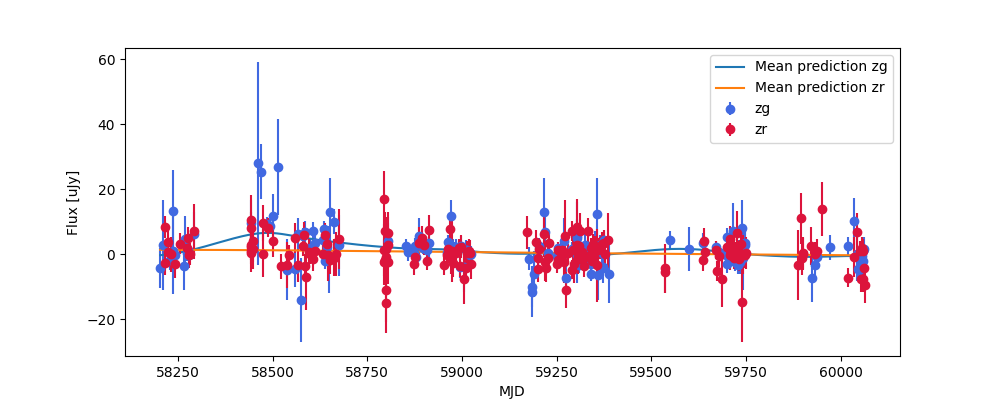 60
40
20
0
−20
Flux [uJy]
58250 58500 58750 59000 59250 59500 59750 60000
MJD
Mean prediction zg
Mean prediction zr
zg
zr